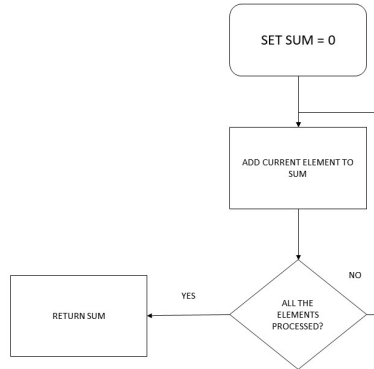 SET SUM = 0
ADD CURRENT ELEMENT TO
SUM
NO
YES
ALL THE
ELEMENTS
PROCESSED?
RETURN SUM